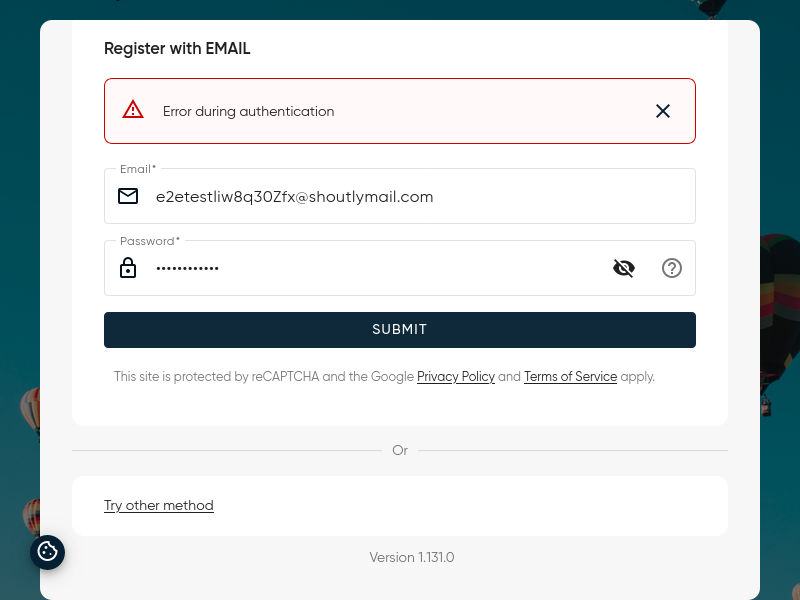 Register with EMAIL
Error during authentication
Email*
e2etestliw8q30Zfx@shoutlymail.com
Password*
••••••••••••
SUBMIT
This site is protected by reCAPTCHA and the Google Privacy Policy and Terms of Service apply.
Or
Try other method
Version 1.131.0